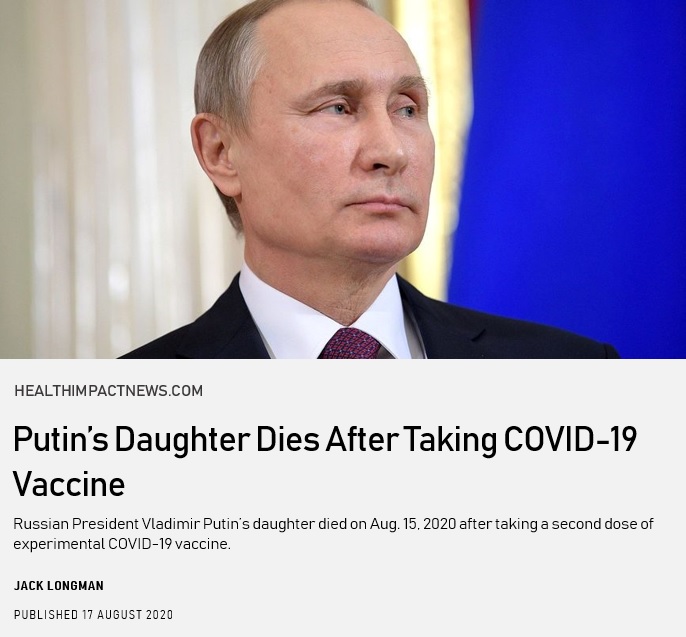 HEALTHIMPACTNEWS.COM
Putin's Daughter Dies After Taking COVID-19
Vaccine
Russian President Vladimir Putin's daughter died on Aug. 15, 2020 after taking a second dose of
experimental COVID-19 vaccine.
JACK LONGMAN
PUBLISHED 17 AUGUST 2020